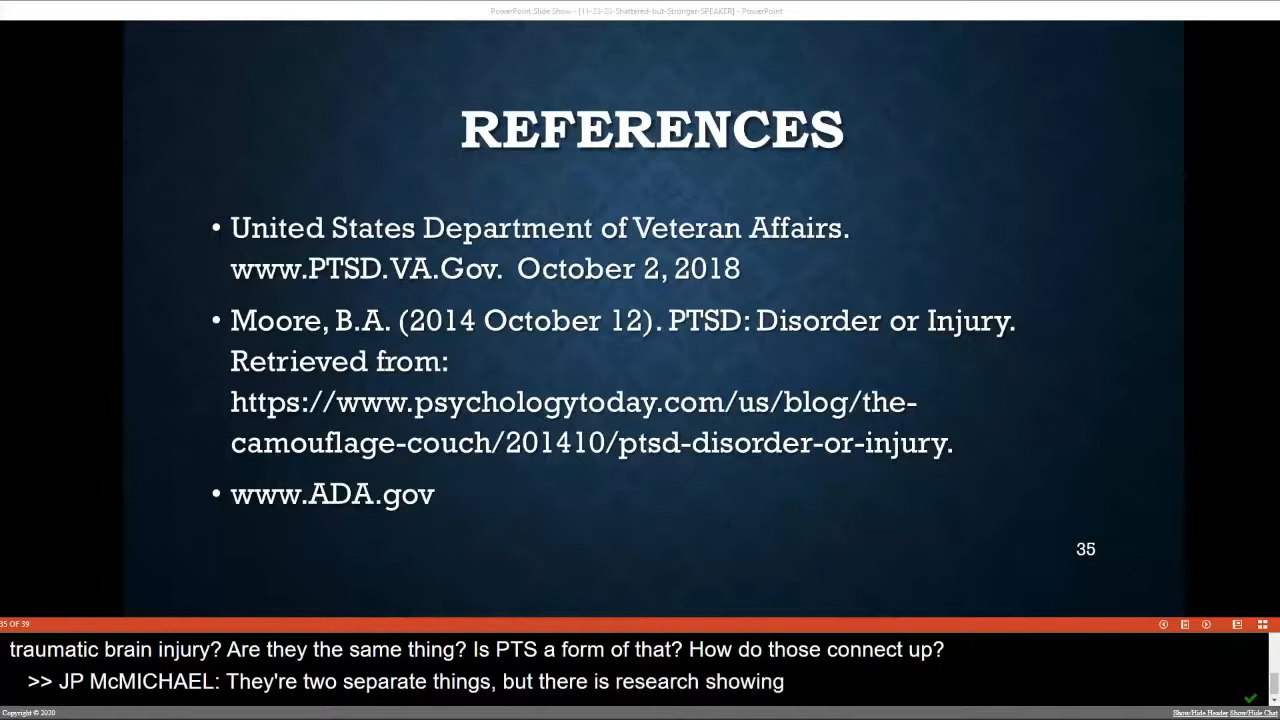 PowerPoint Slide Show - [11-23-20-Shattered-but-Stronger-SPEAKER] - PowerPoint
REFERENCES
• United States Department of Veteran Affairs.
www.PTSD.VA.Gov. October 2, 2018
• Moore, B.A. (2014 October 12). PTSD: Disorder or Injury.
Retrieved from:
https://www.psychologytoday.com/us/blog/the-
camouflage-couch/201410/ptsd-disorder-or-injury.
• www.ADA.gov
35
35 OF 39
traumatic brain injury? Are they the same thing? Is PTS a form of that? How do those connect up?
>> JP McMICHAEL: They're two separate things, but there is research showing
Copyright © 2020
Show/Hide Header Show/Hide Chat